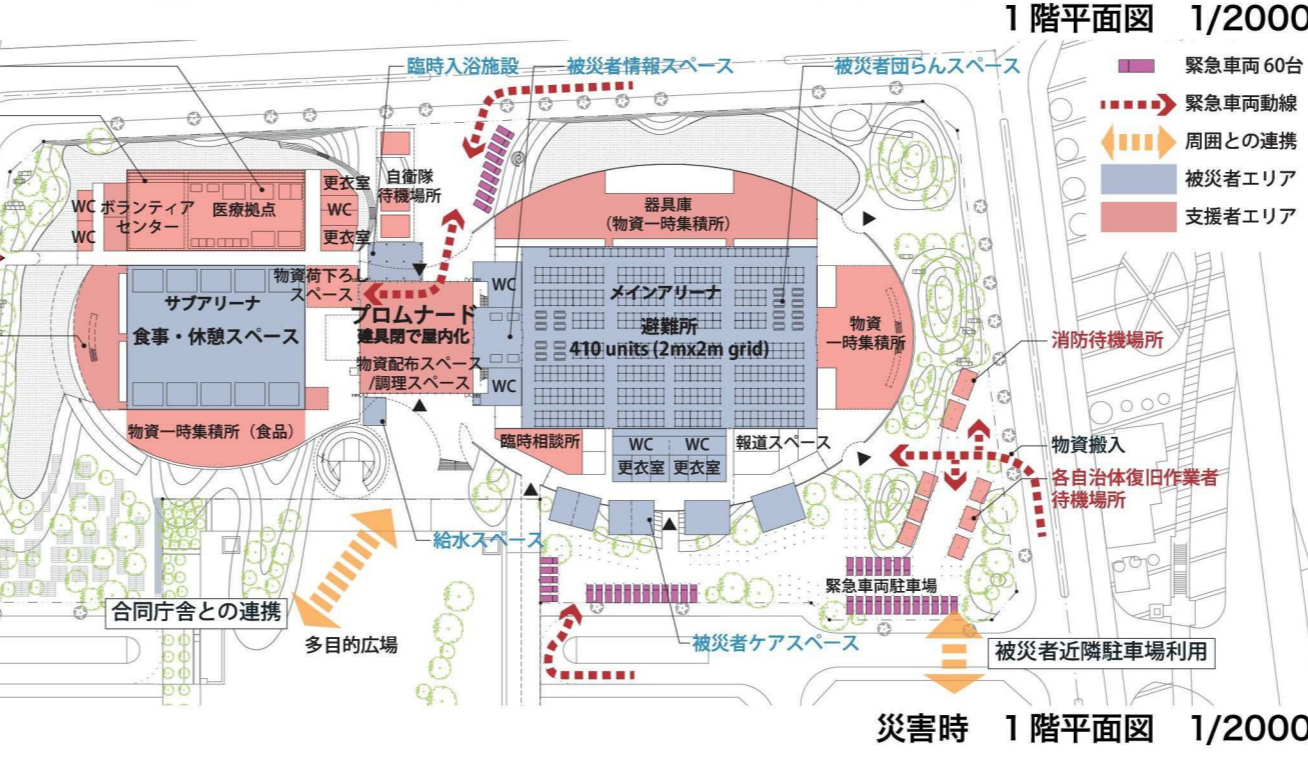 1階平面図 1/2000
緊急車両60台
緊急車両動線
周囲との連携
被災者エリア
支援者エリア
臨時入浴施設
被災者情報スペース
被災者団らんスペース
WC
WC
ボランティア
センター
医療拠点
更衣室
WC
更衣室
自衛隊
待機場所
器具庫
（物資一時集積所）
サブアリーナ
食事・休憩スペース
物資荷下ろし
スペース
プロムナード
建具閉で屋内化
物資配布スペース
/調理スペース
WC
WC
メインアリーナ
避難所
410 units (2mx2m grid)
物資
一時集積所
消防待機場所
物資一時集積所（食品）
臨時相談所
WC
WC
更衣室
更衣室
報道スペース
物資搬入
各自治体復旧作業者
待機場所
給水スペース
緊急車両駐車場
合同庁舎との連携
多目的広場
被災者ケアスペース
被災者近隣駐車場利用
災害時 1階平面図 1/2000